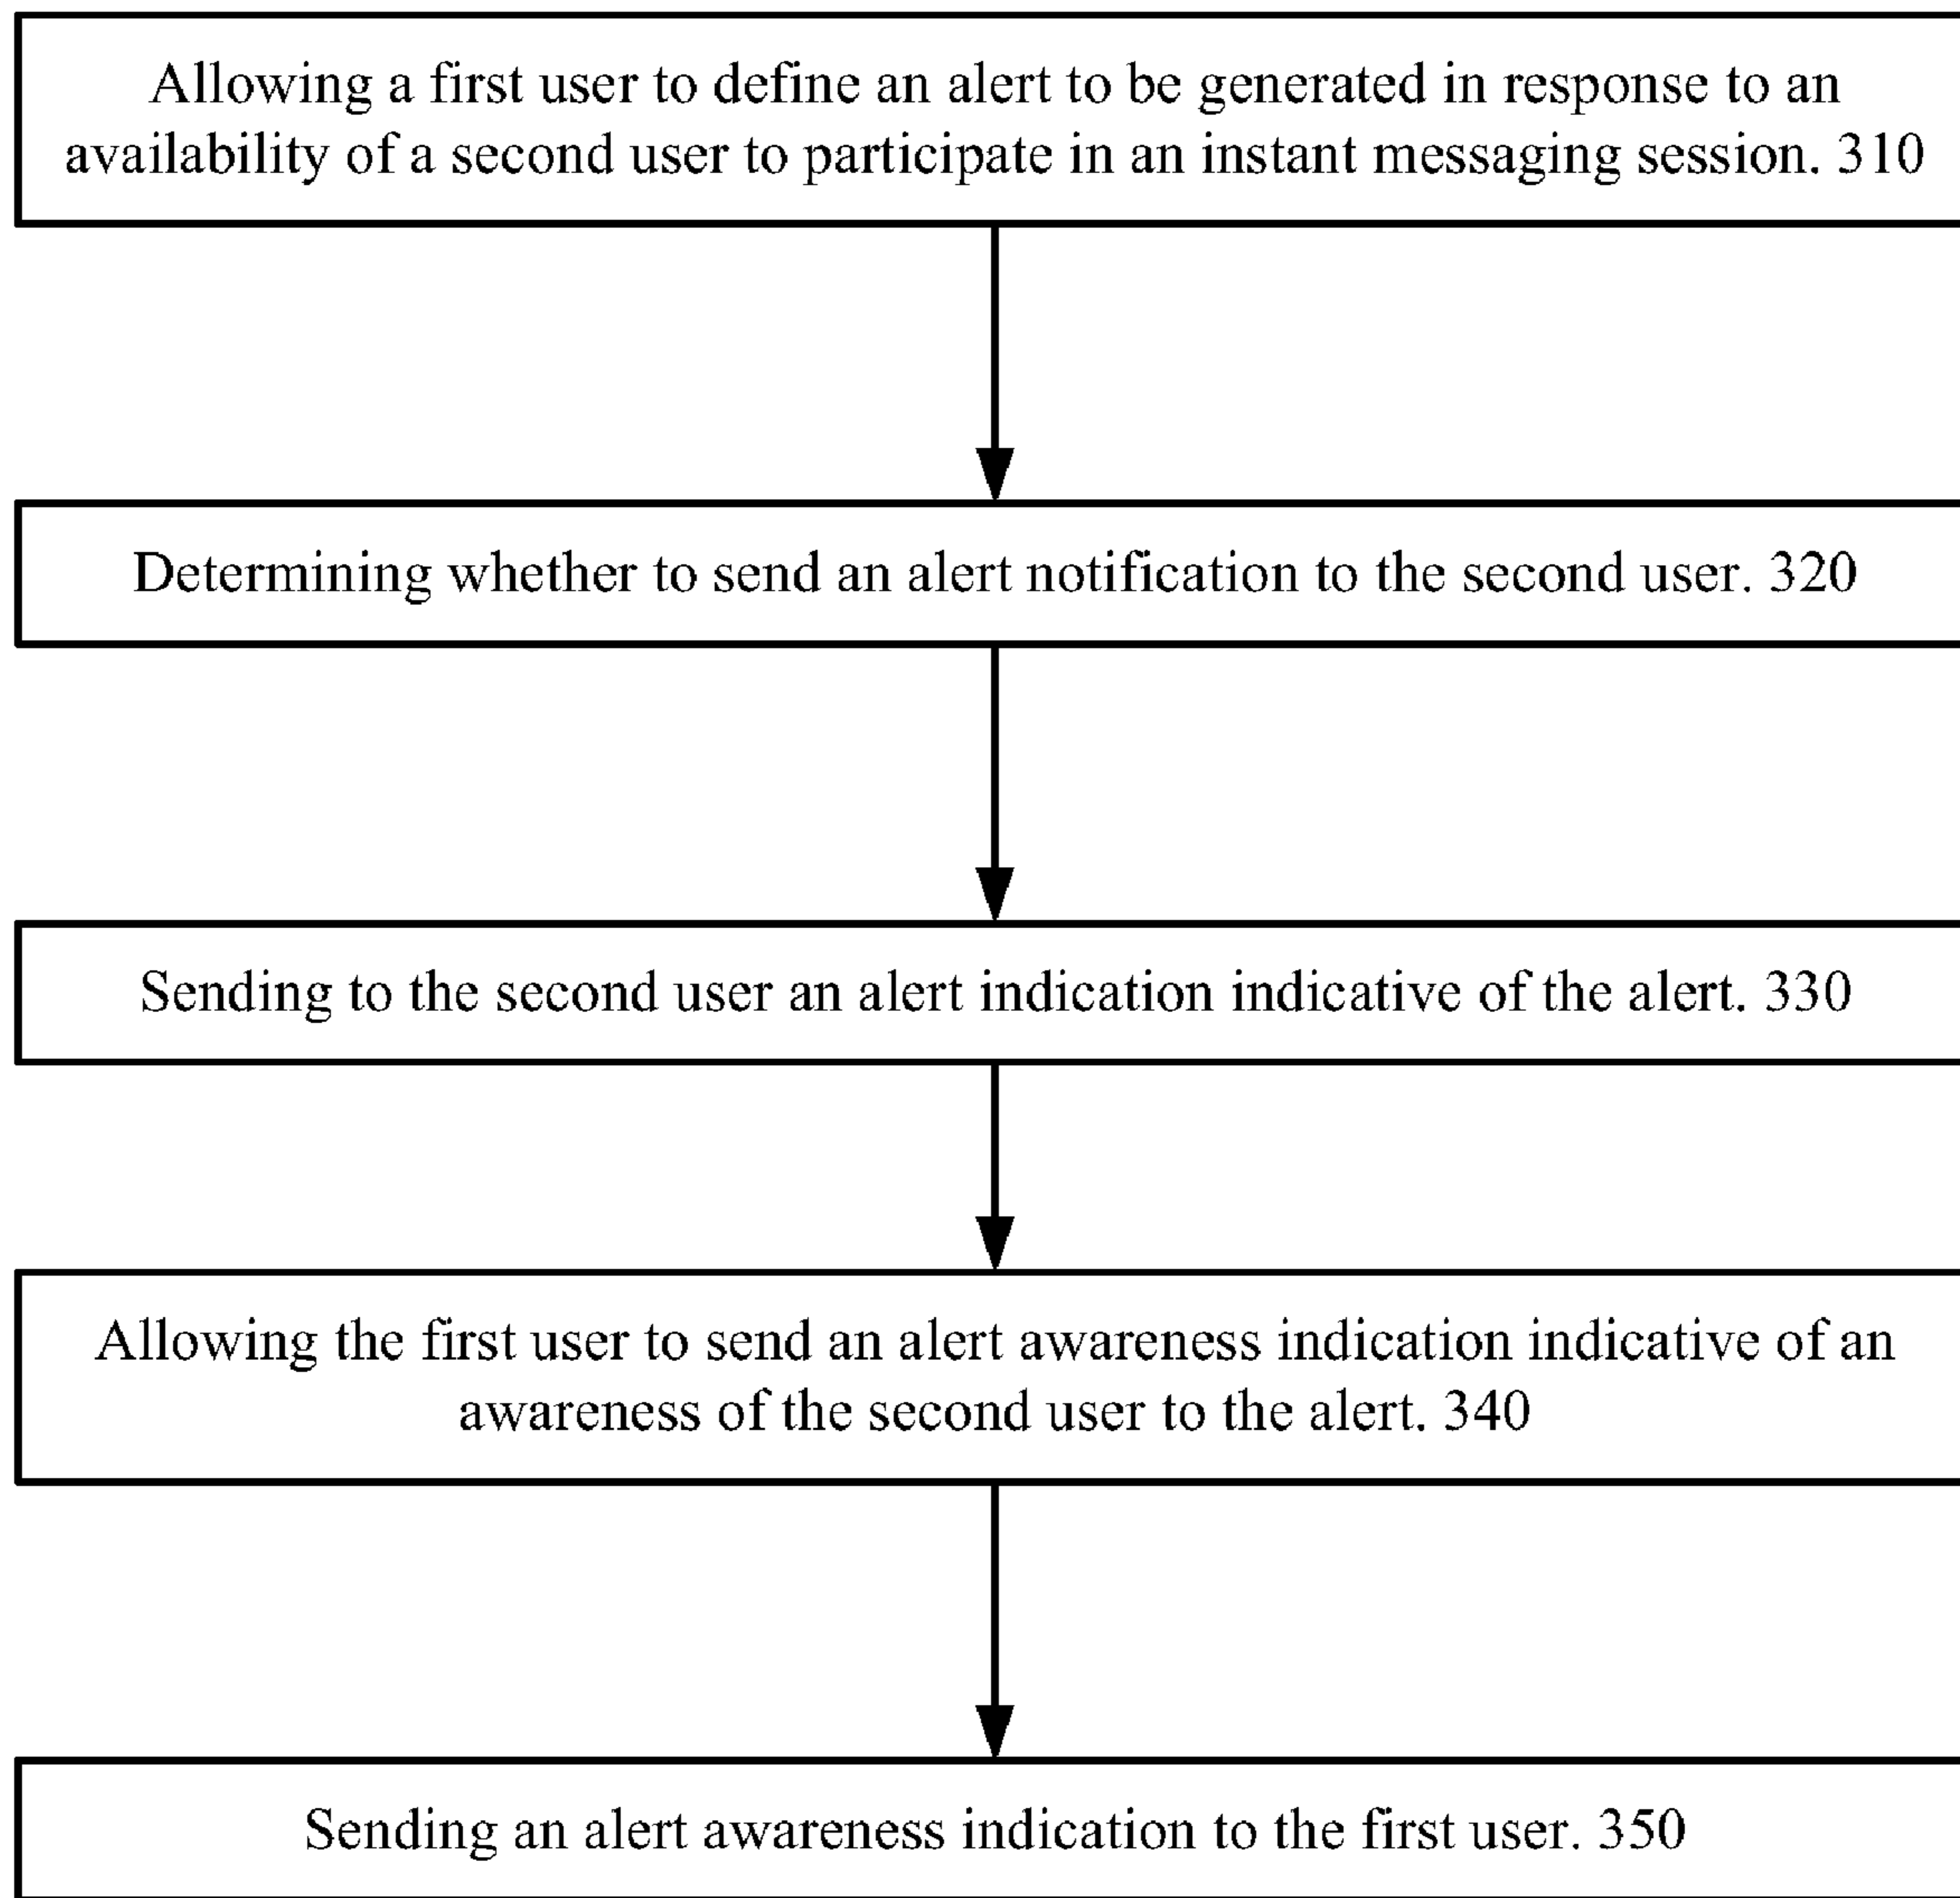 Allowing a first user to define an alert to be generated in response to an
availability of a second user to participate in an instant messaging session. 310
Determining whether to send an alert notification to the second user. 320
Sending to the second user an alert indication indicative of the alert. 330
Allowing the first user to send an alert awareness indication indicative of an
awareness of the second user to the alert. 340
Sending an alert awareness indication to the first user. 350